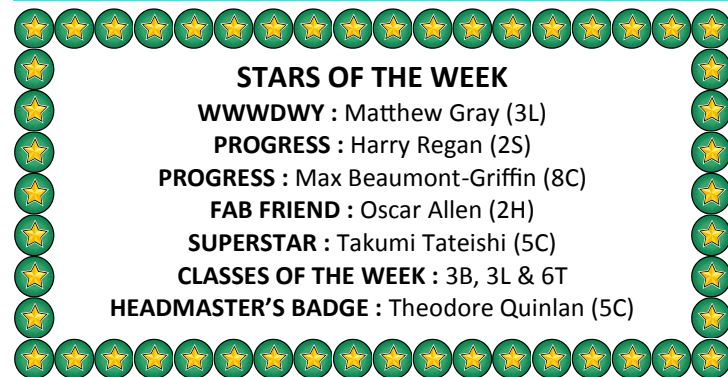 STARS OF THE WEEK
WWWDWY : Matthew Gray (3L)
PROGRESS : Harry Regan (2S)
PROGRESS : Max Beaumont-Griffin (8C)
FAB FRIEND : Oscar Allen (2H)
SUPERSTAR : Takumi Tateishi (5C)
CLASSES OF THE WEEK : 3B, 3L & 6T
HEADMASTER’S BADGE : Theodore Quinlan (5C)